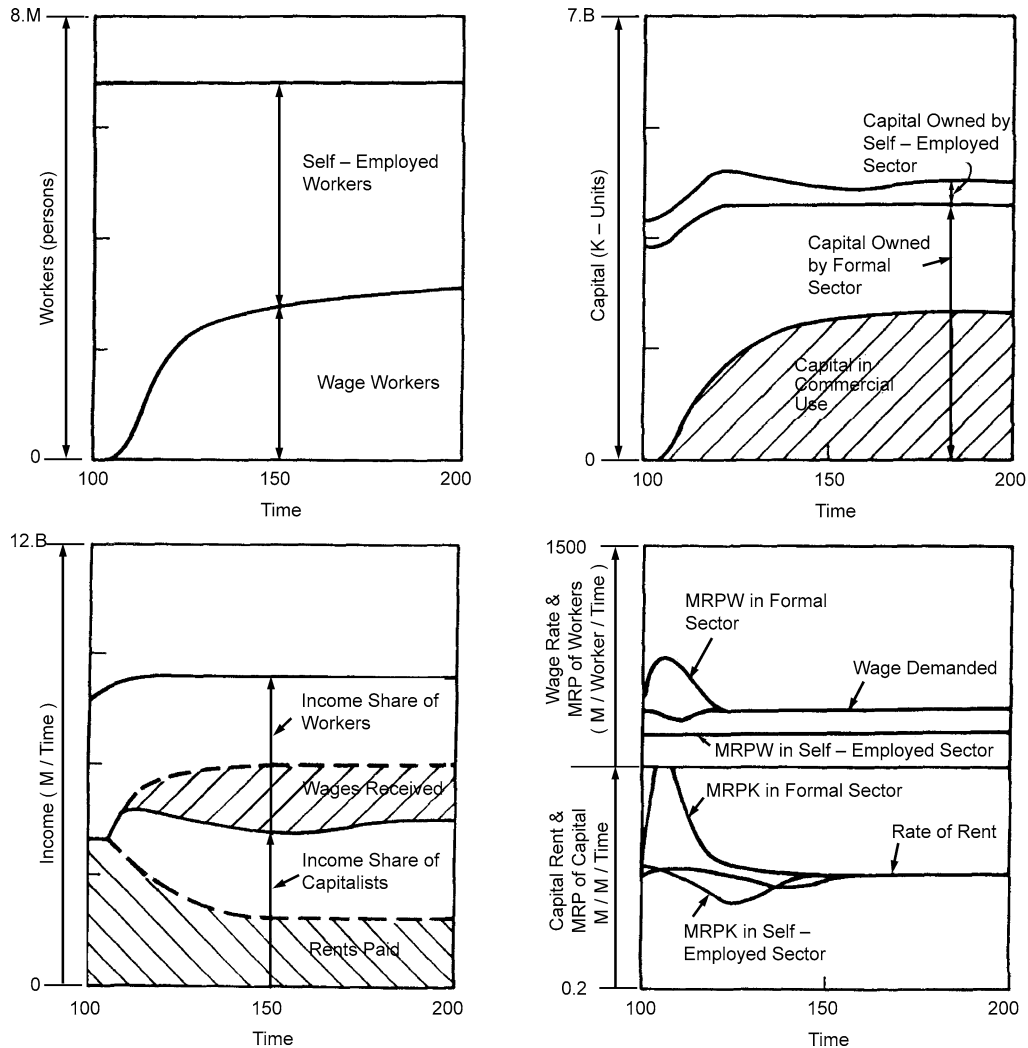 8.M
Workers (persons)
Self – Employed
Workers
Wage Workers
0
100
150
200
Time
7.B
Capital (K – Units)
Capital Owned by
Self – Employed
Sector
Capital Owned
by Formal
Sector
Capital in
Commercial
Use
0
100
150
200
Time
12.B
Income ( M / Time )
Income Share of
Workers
Wages Received
Income Share of
Capitalists
Rents Paid
0
100
150
200
Time
1500
Wage Rate &
MRP of Workers
( M / Worker / Time )
MRPW in Formal
Sector
Wage Demanded
MRPW in Self – Employed Sector
Capital Rent &
MRP of Capital
M / M / Time
MRPK in Formal Sector
Rate of Rent
MRPK in Self –
Employed Sector
0.2
100
150
200
Time